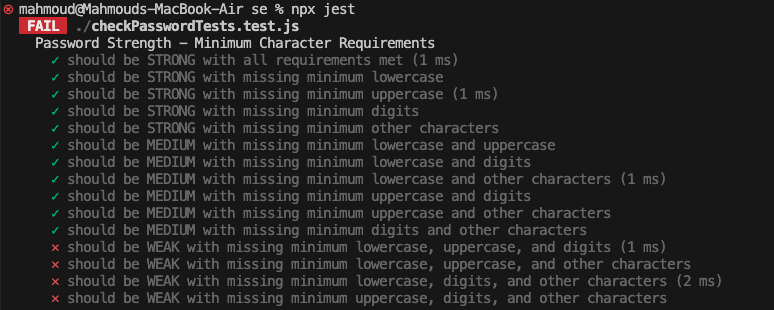 mahmoud@Mahmouds-MacBook-Air se % npx jest
FAIL ./checkPasswordTests.test.js
Password Strength – Minimum Character Requirements
✓ should be STRONG with all requirements met (1 ms)
✓ should be STRONG with missing minimum lowercase
✓ should be STRONG with missing minimum uppercase (1 ms)
✓ should be STRONG with missing minimum digits
✓ should be STRONG with missing minimum other characters
✓ should be MEDIUM with missing minimum lowercase and uppercase
✓ should be MEDIUM with missing minimum lowercase and digits
✓ should be MEDIUM with missing minimum lowercase and other characters (1 ms)
✓ should be MEDIUM with missing minimum uppercase and digits
✓ should be MEDIUM with missing minimum uppercase and other characters
✓ should be MEDIUM with missing minimum digits and other characters
✕ should be WEAK with missing minimum lowercase, uppercase, and digits (1 ms)
✕ should be WEAK with missing minimum lowercase, uppercase, and other characters
✕ should be WEAK with missing minimum lowercase, digits, and other characters (2 ms)
✕ should be WEAK with missing minimum uppercase, digits, and other characters